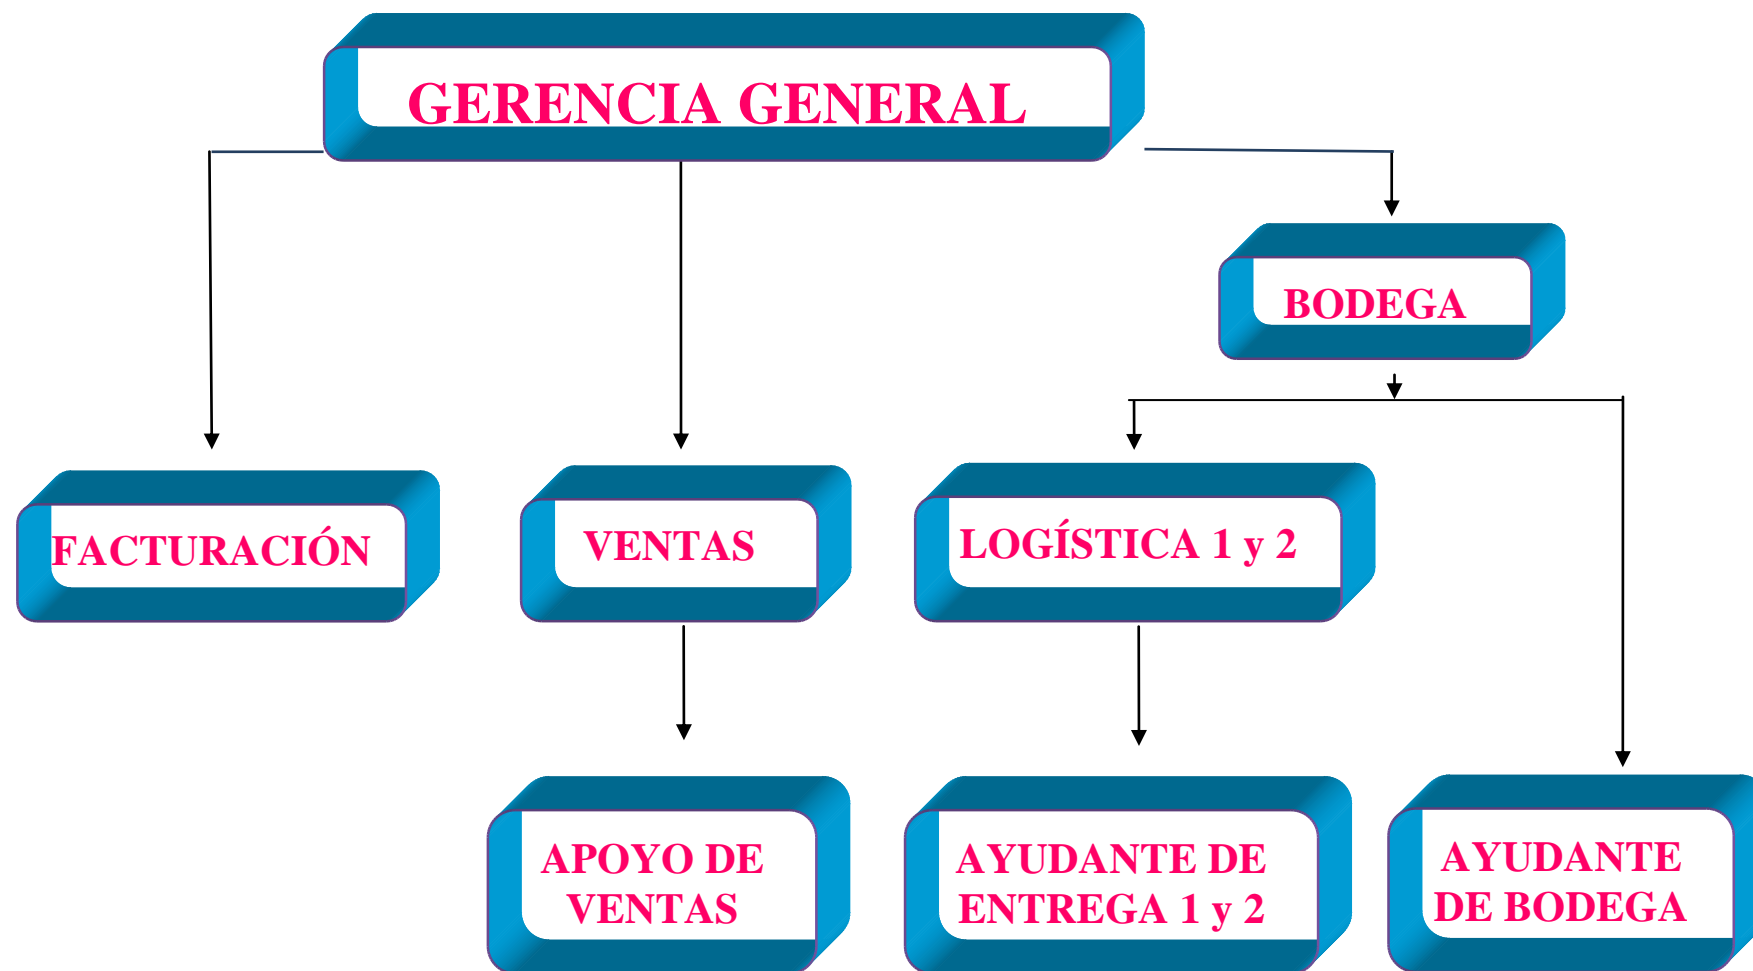 GERENCIA GENERAL
BODEGA
FACTURACIÓN
VENTAS
LOGÍSTICA 1 y 2
APOYO DE
VENTAS
AYUDANTE DE
ENTREGA 1 y 2
AYUDANTE
DE BODEGA